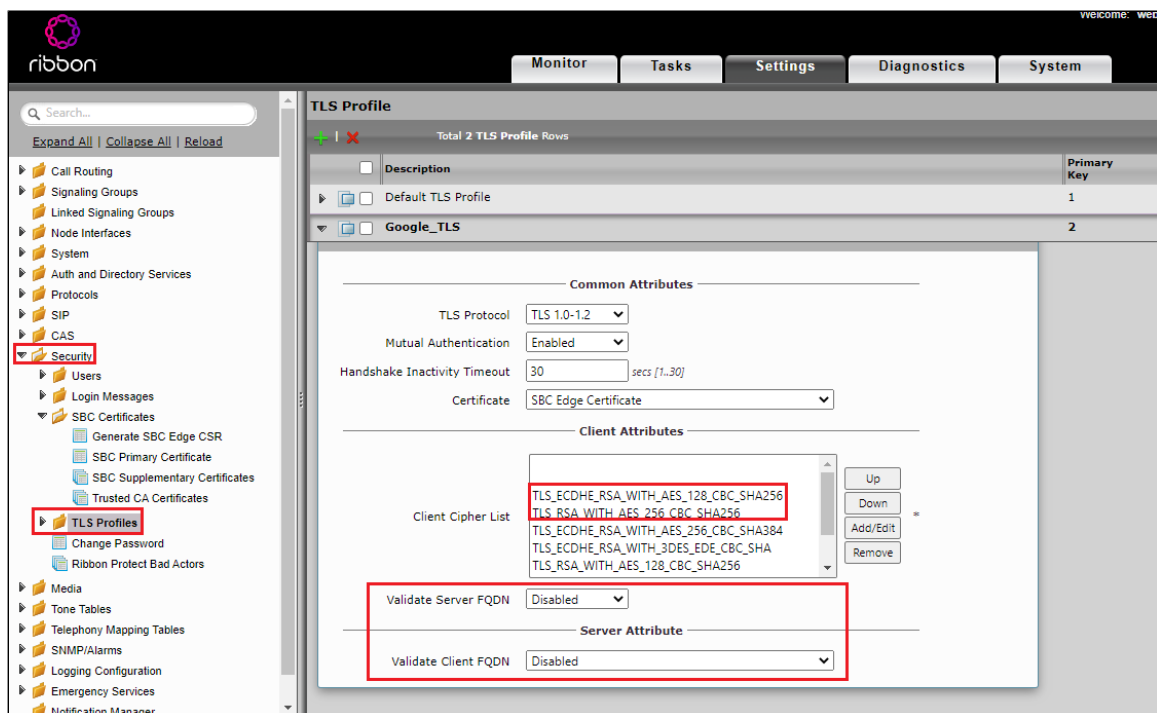 Welcome: web
ribbon
Monitor
Tasks
Settings
Diagnostics
System
Search...
Expand All | Collapse All | Reload
Call Routing
Signaling Groups
Linked Signaling Groups
Node Interfaces
System
Auth and Directory Services
Protocols
SIP
CAS
Security
Users
Login Messages
SBC Certificates
Generate SBC Edge CSR
SBC Primary Certificate
SBC Supplementary Certificates
Trusted CA Certificates
TLS Profiles
Change Password
Ribbon Protect Bad Actors
Media
Tone Tables
Telephony Mapping Tables
SNMP/Alarms
Logging Configuration
Emergency Services
Notification Manager
TLS Profile
Total 2 TLS Profile Rows
Description
Primary Key
Default TLS Profile 1
Google_TLS 2
Common Attributes
TLS Protocol TLS 1.0-1.2
Mutual Authentication Enabled
Handshake Inactivity Timeout 30 secs [1..30]
Certificate SBC Edge Certificate
Client Attributes
Client Cipher List
TLS_ECDHE_RSA_WITH_AES_128_CBC_SHA256
TLS_RSA_WITH_AES_256_CBC_SHA256
TLS_ECDHE_RSA_WITH_AES_256_CBC_SHA384
TLS_ECDHE_RSA_WITH_3DES_EDE_CBC_SHA
TLS_RSA_WITH_AES_128_CBC_SHA256
Up
Down
Add/Edit
Remove
*
Validate Server FQDN Disabled
Server Attribute
Validate Client FQDN Disabled